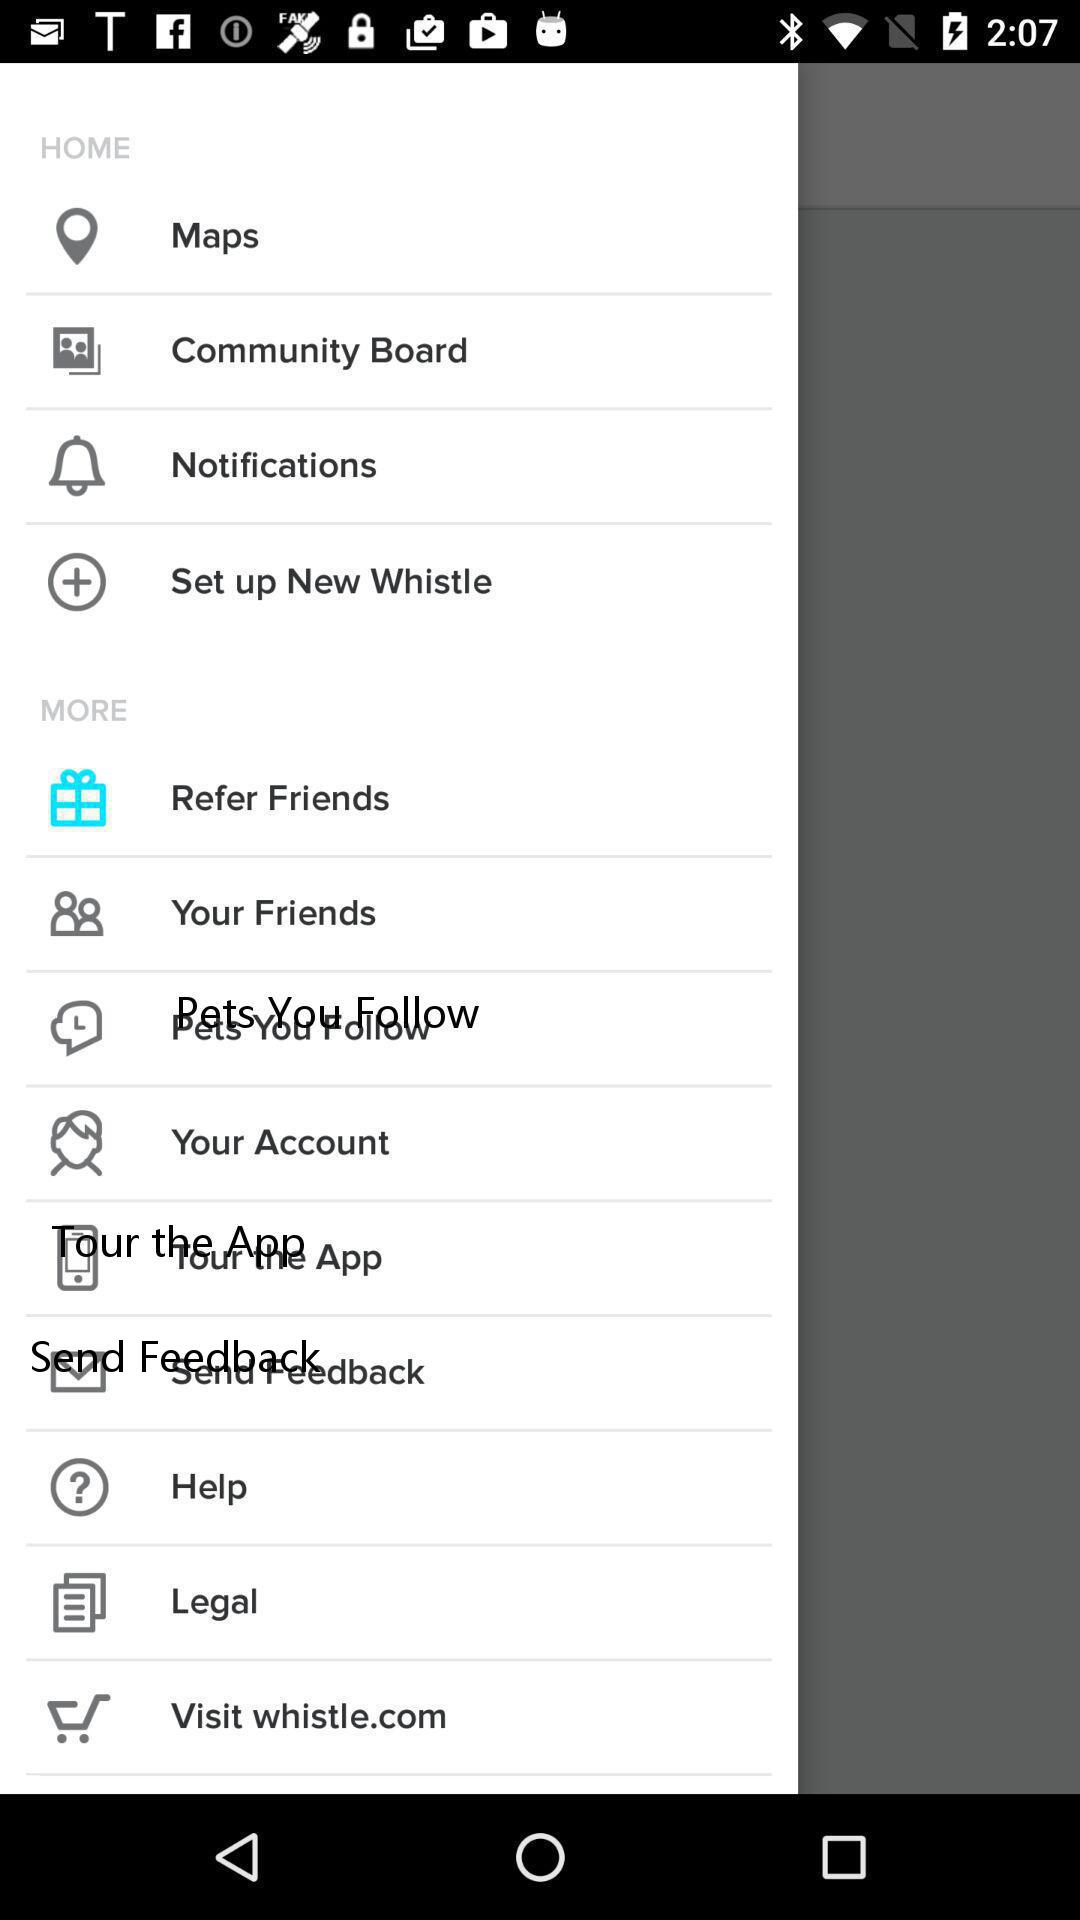 FAKE
2:07
HOME
Maps
Community Board
Notifications
Set up New Whistle
MORE
Refer Friends
Your Friends
Pets You Follow
Pets You Follow
Your Account
Tour the App
Tour the App
Send Feedback
Send Feedback
Help
Legal
Visit whistle.com